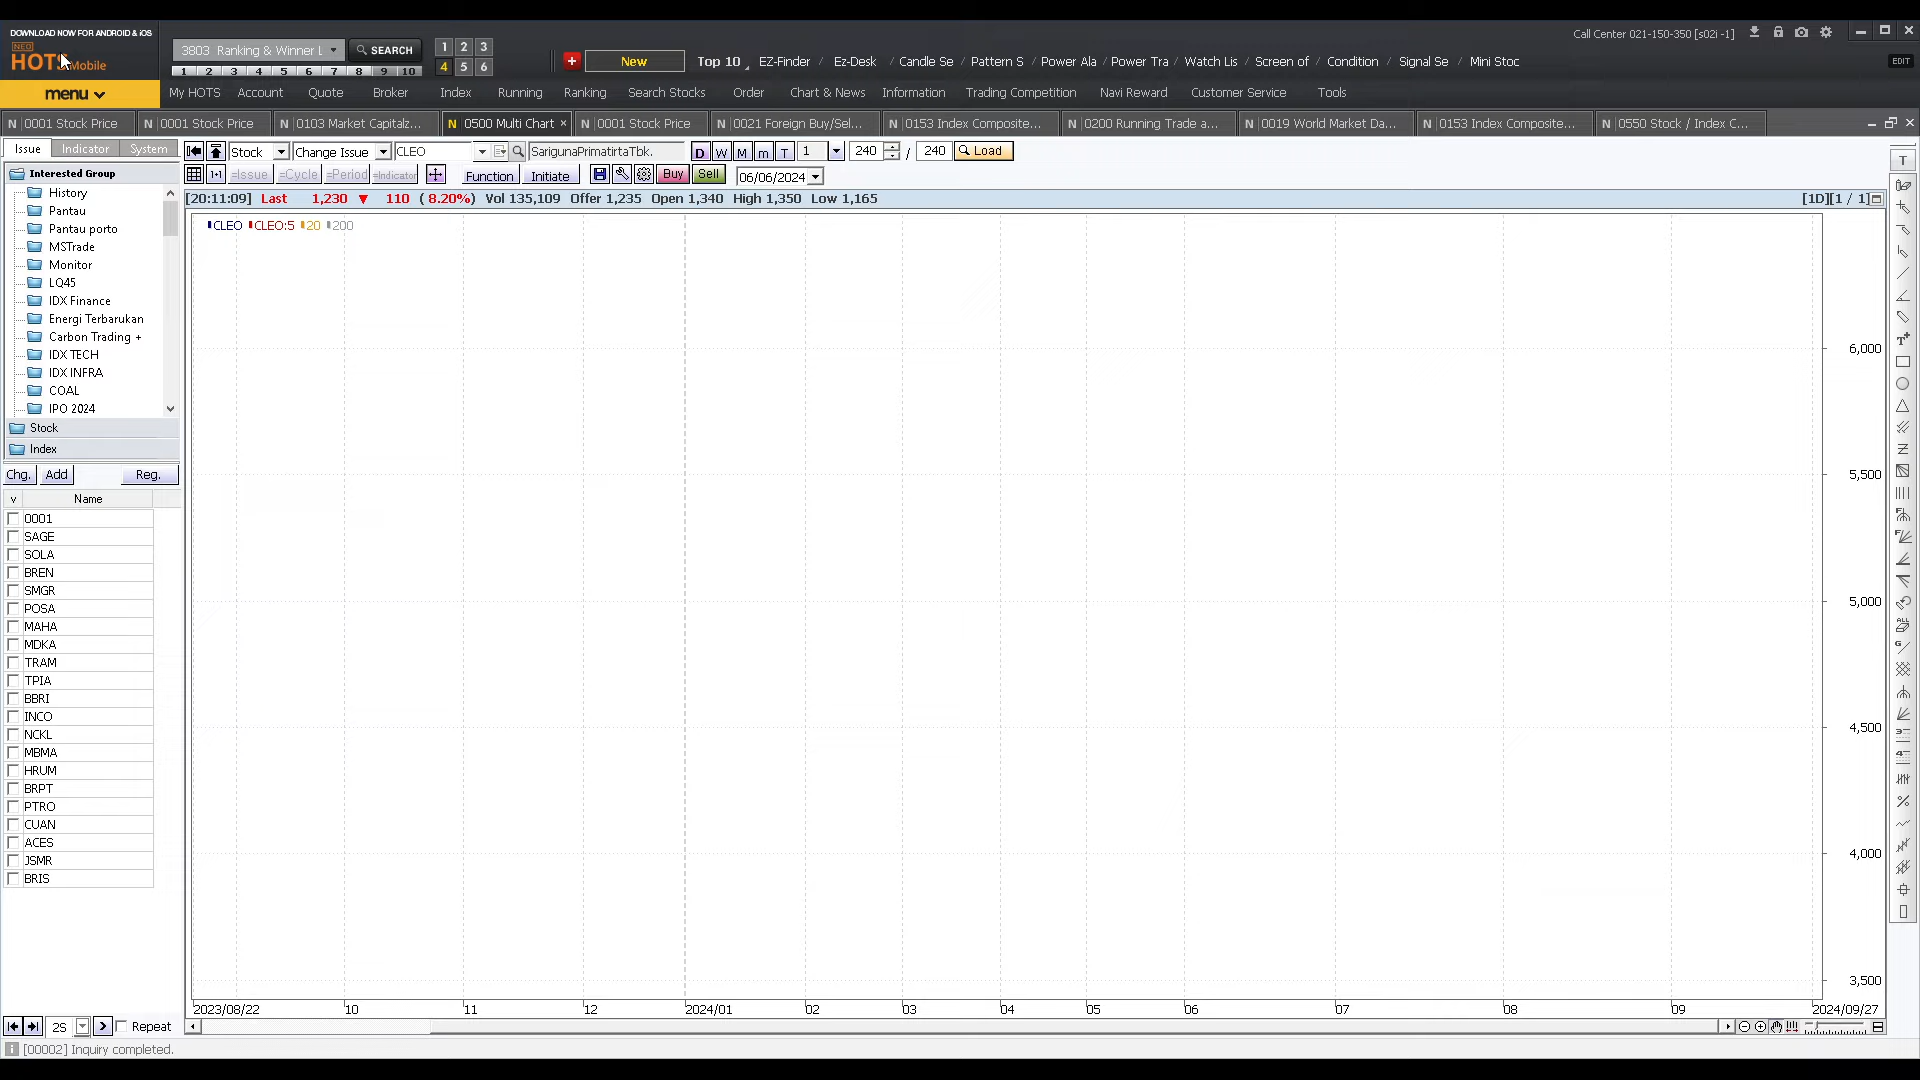 DOWNLOAD NOW FOR ANDROID & iOS
NEO
HOTS Mobile
3803 Ranking & Winner L
SEARCH
1 2 3
4 5 6
1 2 3 4 5 6 7 8 9 10
New
Top 10 EZ-Finder / Ez-Desk / Candle Se / Pattern S / Power Ala / Power Tra / Watch Lis / Screen of / Condition / Signal Se / Mini Stoc
Call Center 021-150-350 [s02i -1]
EDIT
menu
My HOTS Account Quote Broker Index Running Ranking Search Stocks Order Chart & News Information Trading Competition Navi Reward Customer Service Tools
N 0001 Stock Price
N 0001 Stock Price
N 0103 Market Capitalz...
N 0500 Multi Chart ×
N 0001 Stock Price
N 0021 Foreign Buy/Sel...
N 0153 Index Composite...
N 0200 Running Trade a...
N 0019 World Market Da...
N 0153 Index Composite...
N 0550 Stock / Index C...
Issue Indicator System
Stock Change Issue CLEO SarigunaPrimatirtaTbk. D W M m T 1 240 / 240 Load
1•1 =Issue =Cycle =Period =Indicator Function Initiate Buy Sell 06/06/2024
[20:11:09] Last 1,230 ▼ 110 ( 8.20%) Vol 135,109 Offer 1,235 Open 1,340 High 1,350 Low 1,165 [1D][1 / 1]
CLEO CLEO:5 20 200
Interested Group
History
Pantau
Pantau porto
MSTrade
Monitor
LQ45
IDX Finance
Energi Terbarukan
Carbon Trading +
IDX TECH
IDX INFRA
COAL
IPO 2024
Stock
Index
Chg. Add Reg.
v Name
0001
SAGE
SOLA
BREN
SMGR
POSA
MAHA
MDKA
TRAM
TPIA
BBRI
INCO
NCKL
MBMA
HRUM
BRPT
PTRO
CUAN
ACES
JSMR
BRIS
6,000
5,500
5,000
4,500
4,000
3,500
2023/08/22 10 11 12 2024/01 02 03 04 05 06 07 08 09 2024/09/27
2S Repeat
[00002] Inquiry completed.
T